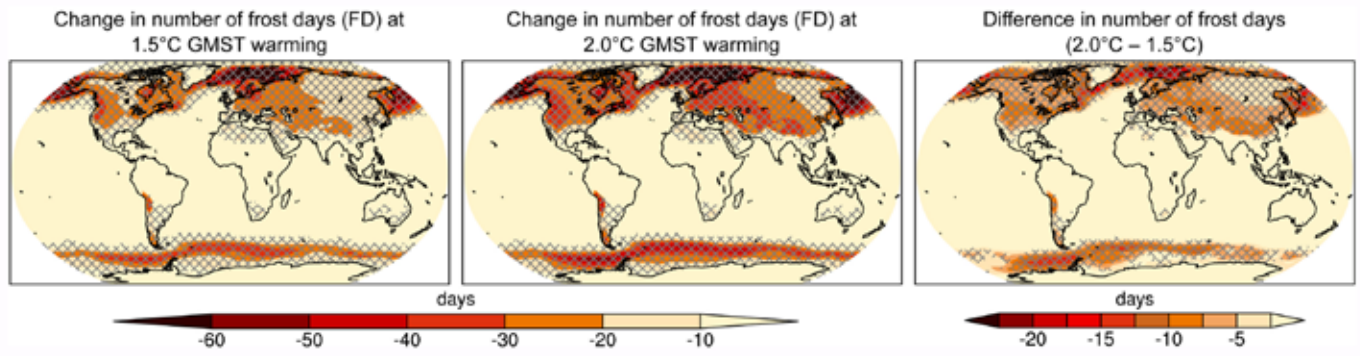 Change in number of frost days (FD) at
1.5°C GMST warming
Change in number of frost days (FD) at
2.0°C GMST warming
Difference in number of frost days
(2.0°C – 1.5°C)
days
-60 -50 -40 -30 -20 -10
days
-20 -15 -10 -5